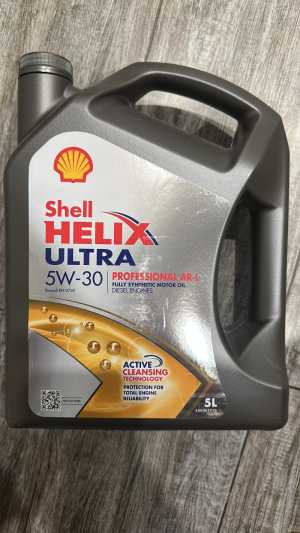 Shell
HELIX
ULTRA
5W-30
PROFESSIONAL AR-L
FULLY SYNTHETIC MOTOR OIL
DIESEL ENGINES
ACTIVE
CLEANSING
TECHNOLOGY
PROTECTION FOR
TOTAL ENGINE
RELIABILITY
5L